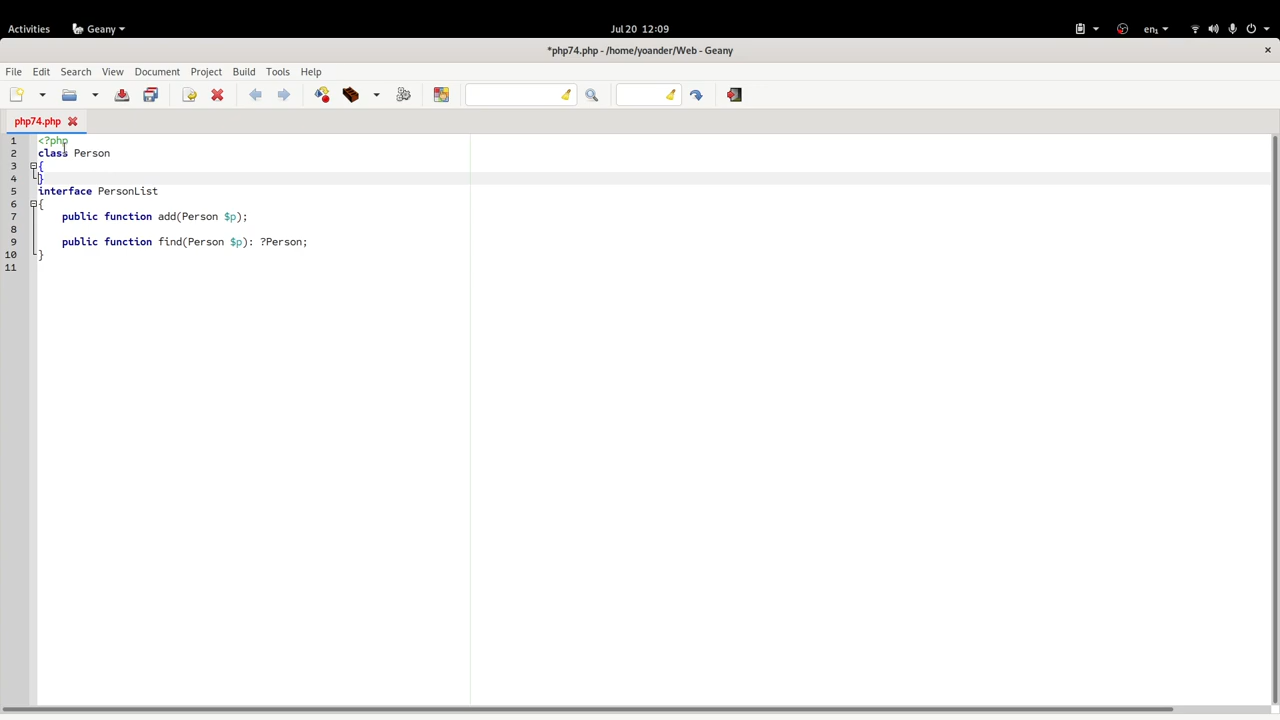 Activities Geany Jul 20 12:09 en₁
*php74.php - /home/yoander/Web - Geany ×
File Edit Search View Document Project Build Tools Help
php74.php
1 <?php
2 class Person
3 {
4 }
5 interface PersonList
6 {
7 public function add(Person $p);
8
9 public function find(Person $p): ?Person;
10 }
11